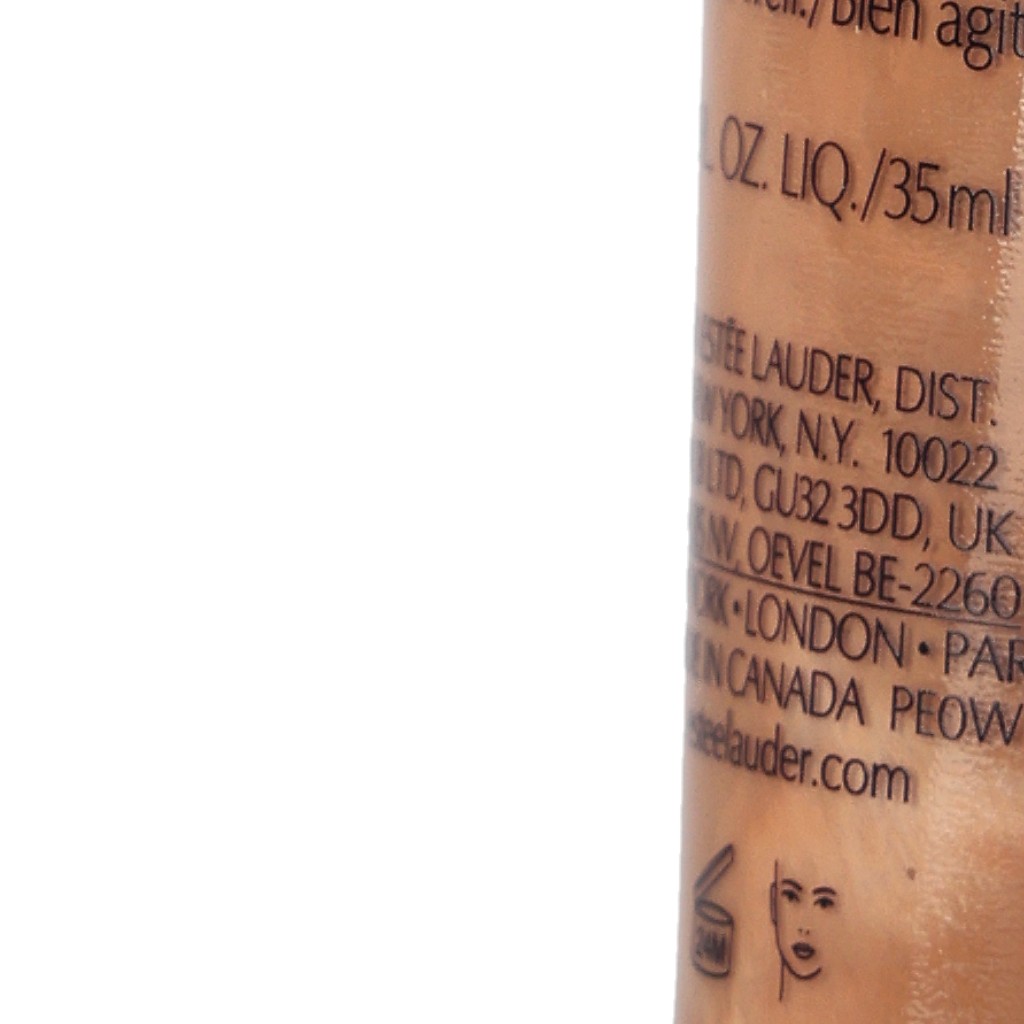 /Bien agit
OZ. LIQ./35ml
ESTÉE LAUDER, DIST.
YORK, N.Y. 10022
LTD, GU32 3DD, UK
NV, OEVEL BE-2260
•LONDON • PAR
IN CANADA PEOW
steelauder.com
24M